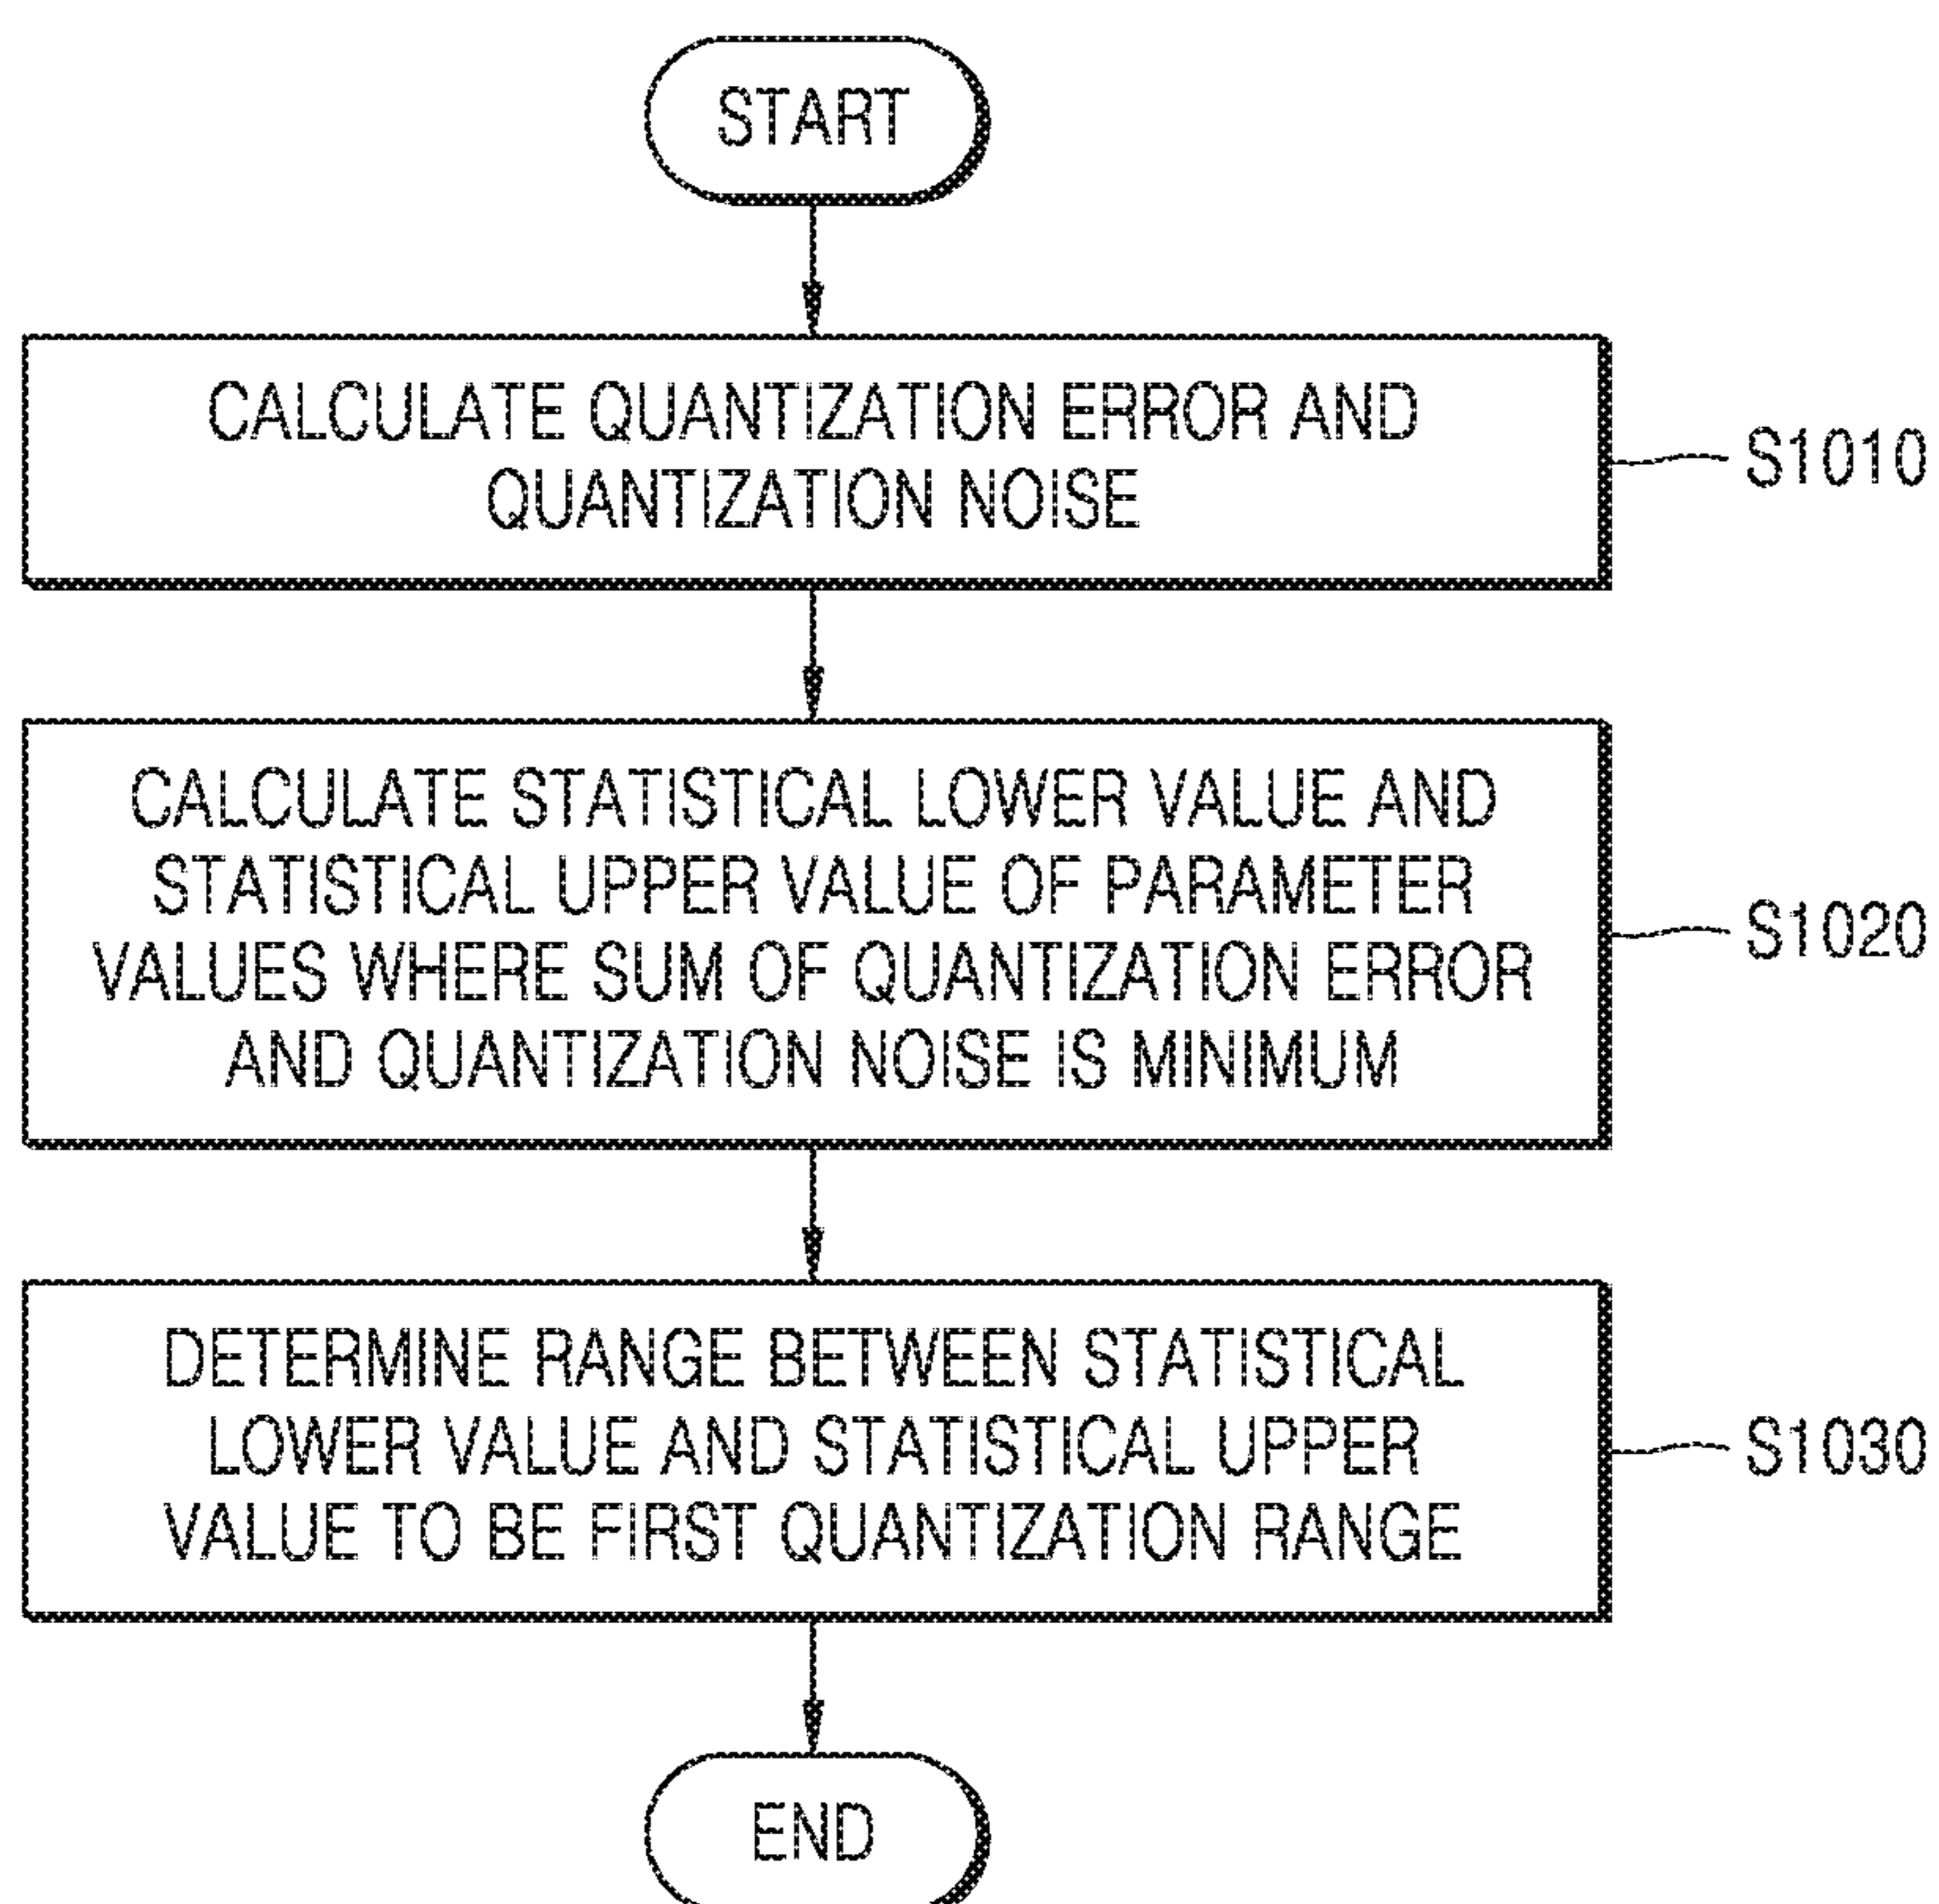 START
CALCULATE QUANTIZATION ERROR AND
QUANTIZATION NOISE
S1010
CALCULATE STATISTICAL LOWER VALUE AND
STATISTICAL UPPER VALUE OF PARAMETER
VALUES WHERE SUM OF QUANTIZATION ERROR
AND QUANTIZATION NOISE IS MINIMUM
S1020
DETERMINE RANGE BETWEEN STATISTICAL
LOWER VALUE AND STATISTICAL UPPER
VALUE TO BE FIRST QUANTIZATION RANGE
S1030
END